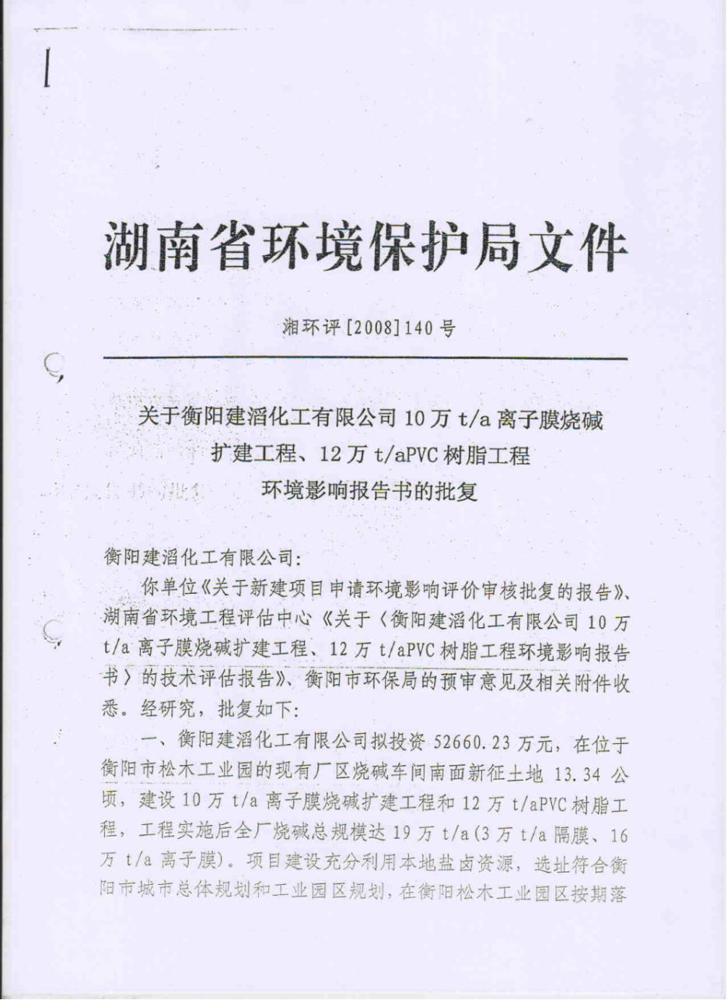 湖南省环境保护局文件
湘环评[2008]140号
关于衡阳建滔化工有限公司10万t/a离子膜烧碱
扩建工程、12万t/aPVC树脂工程
环境影响报告书的批复
衡阳建滔化工有限公司:
你单位《关于新建项目申请环境影响评价审核批复的报告》、
湖南省环境工程评估中心《关于〈衡阳建滔化工有限公司10万
t/a离子膜烧碱扩建工程、12万t/aPVC树脂工程环境影响报告
书〉的技术评估报告》、衡阳市环保局的预审意见及相关附件收
悉。经研究，批复如下:
一、衡阳建滔化工有限公司拟投资52660.23万元，在位于
衡阳市松木工业园的现有厂区烧碱车间南面新征土地13.34公
顷，建设10万t/a离子膜烧碱扩建工程和12万t/aPVC树脂工
程，工程实施后全厂烧碱总规模达19万t/a(3万t/a隔膜、16
万t/a离子膜)。项目建设充分利用本地盐卤资源，选址符合衡
阳市城市总体规划和工业园区规划，在衡阳松木工业园区按期落